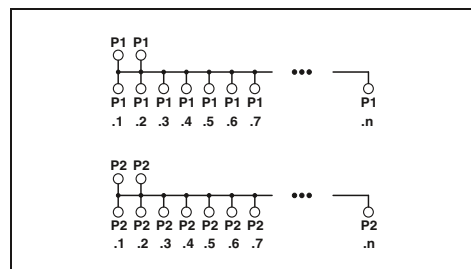 P1 P1
P1 P1 P1 P1 P1 P1 P1 P1
.1 .2 .3 .4 .5 .6 .7 .n
P2 P2
P2 P2 P2 P2 P2 P2 P2 P2
.1 .2 .3 .4 .5 .6 .7 .n